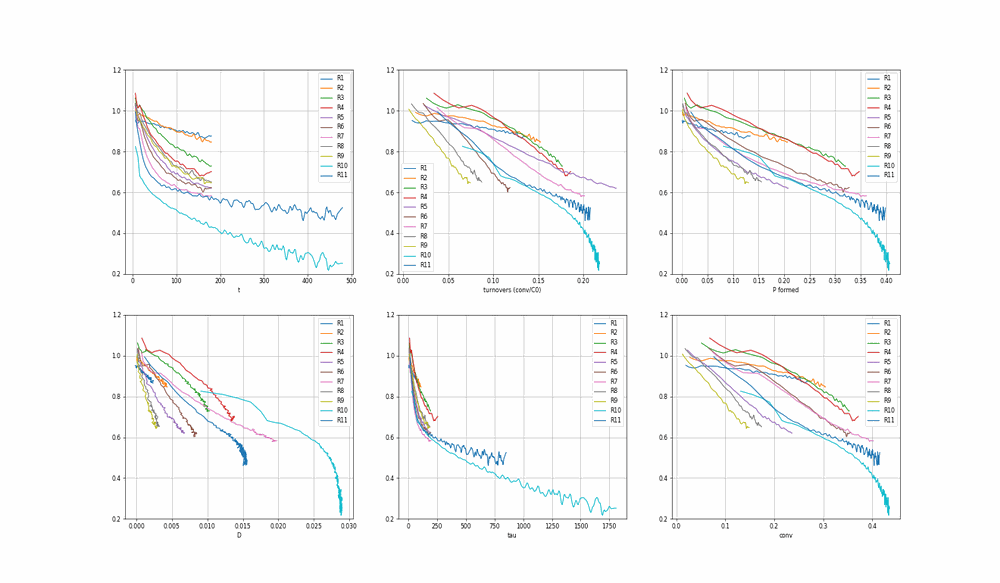 1.2
1.0
0.8
0.6
0.4
0.2
0 100 200 300 400 500
t
R1
R2
R3
R4
R5
R6
R7
R8
R9
R10
R11
1.2
1.0
0.8
0.6
0.4
0.2
0.00 0.05 0.10 0.15 0.20
turnovers (conv/C0)
R1
R2
R3
R4
R5
R6
R7
R8
R9
R10
R11
1.2
1.0
0.8
0.6
0.4
0.2
0.00 0.05 0.10 0.15 0.20 0.25 0.30 0.35 0.40
P formed
R1
R2
R3
R4
R5
R6
R7
R8
R9
R10
R11
1.2
1.0
0.8
0.6
0.4
0.2
0.000 0.005 0.010 0.015 0.020 0.025 0.030
D
R1
R2
R3
R4
R5
R6
R7
R8
R9
R10
R11
1.2
1.0
0.8
0.6
0.4
0.2
0 250 500 750 1000 1250 1500 1750
tau
R1
R2
R3
R4
R5
R6
R7
R8
R9
R10
R11
1.2
1.0
0.8
0.6
0.4
0.2
0.0 0.1 0.2 0.3 0.4
conv
R1
R2
R3
R4
R5
R6
R7
R8
R9
R10
R11